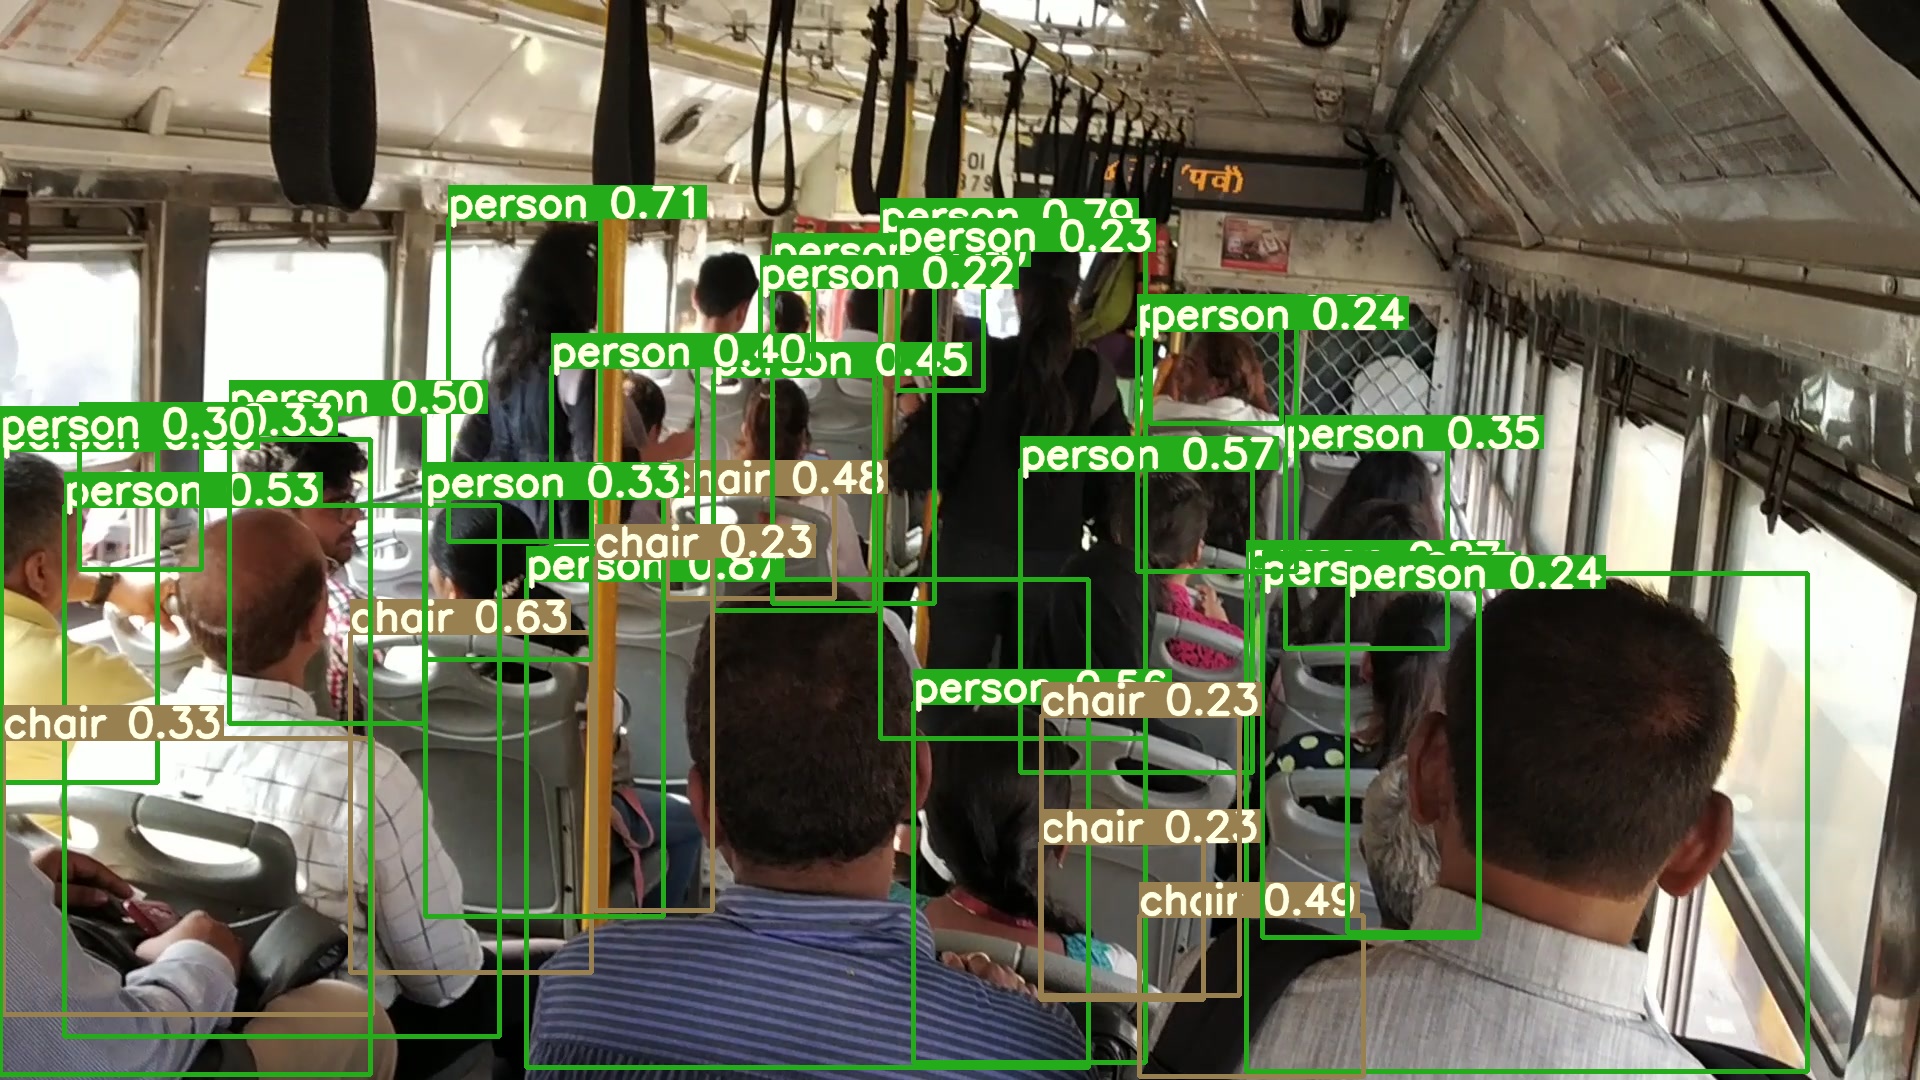 -01
379
(पर्वो)
person 0.71
person 0.79
person 0.23
person 0.22
person 0.24
person 0.40
person 0.45
person 0.50
0.33
person 0.30
person 0.35
person 0.57
chair 0.48
person 0.33
person 0.53
chair 0.23
person 0.87
person 0.24
chair 0.63
person 0.56
chair 0.23
chair 0.33
chair 0.23
chair 0.49